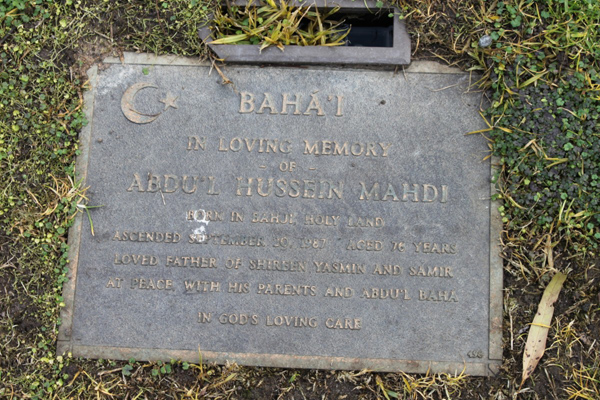 BAHÁ'Í
IN LOVING MEMORY
- OF -
ABDU'L HUSSEIN MAHDI
BORN IN BAHJI, HOLY LAND
ASCENDED SEPTEMBER 20, 1987 AGED 76 YEARS
LOVED FATHER OF SHIREEN, YASMIN AND SAMIR
AT PEACE WITH HIS PARENTS AND ABDU'L BAHA
IN GOD'S LOVING CARE